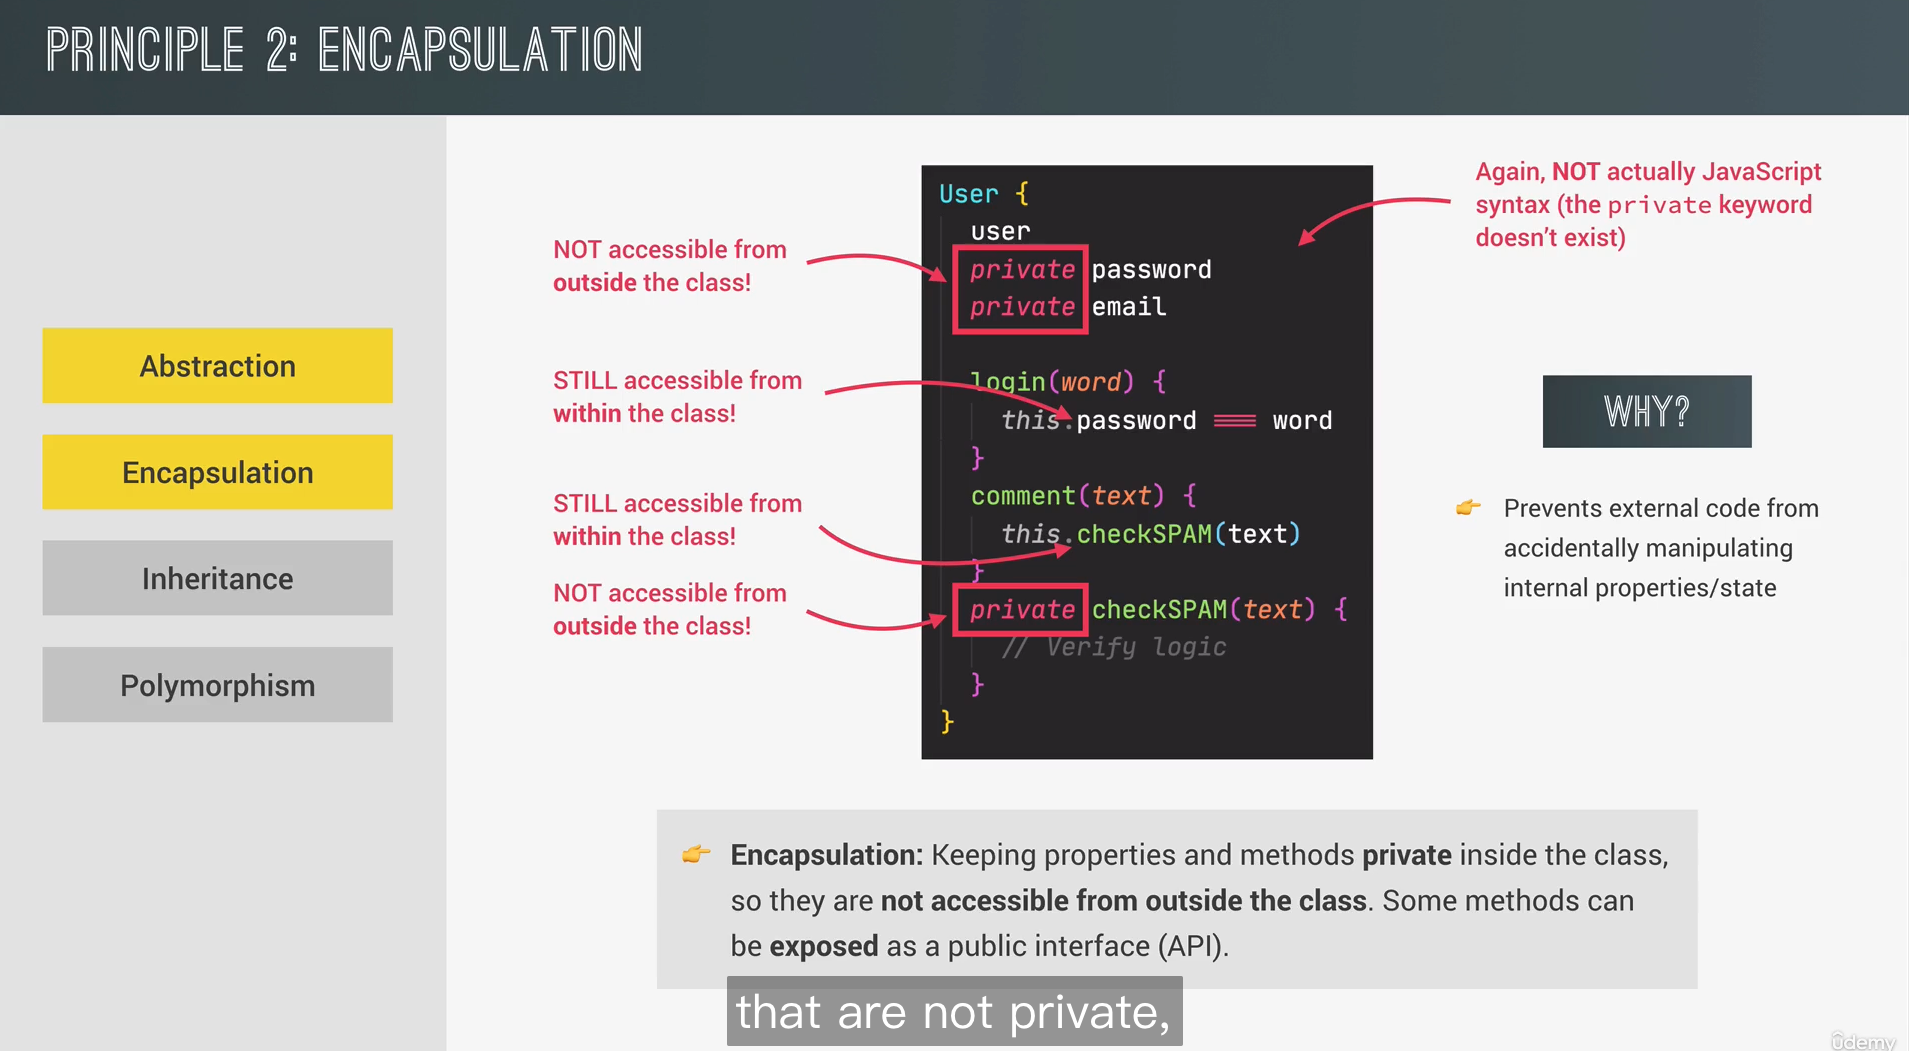 PRINCIPLE 2: ENCAPSULATION
Abstraction
Encapsulation
Inheritance
Polymorphism
NOT accessible from
outside the class!
STILL accessible from
within the class!
STILL accessible from
within the class!
NOT accessible from
outside the class!
User {
user
private password
private email
login(word) {
this.password === word
}
comment(text) {
this.checkSPAM(text)
}
private checkSPAM(text) {
// Verify logic
}
}
Again, NOT actually JavaScript
syntax (the private keyword
doesn’t exist)
WHY?
👉 Prevents external code from
accidentally manipulating
internal properties/state
👉 Encapsulation: Keeping properties and methods private inside the class,
so they are not accessible from outside the class. Some methods can
be exposed as a public interface (API).
that are not private,
ûdemy